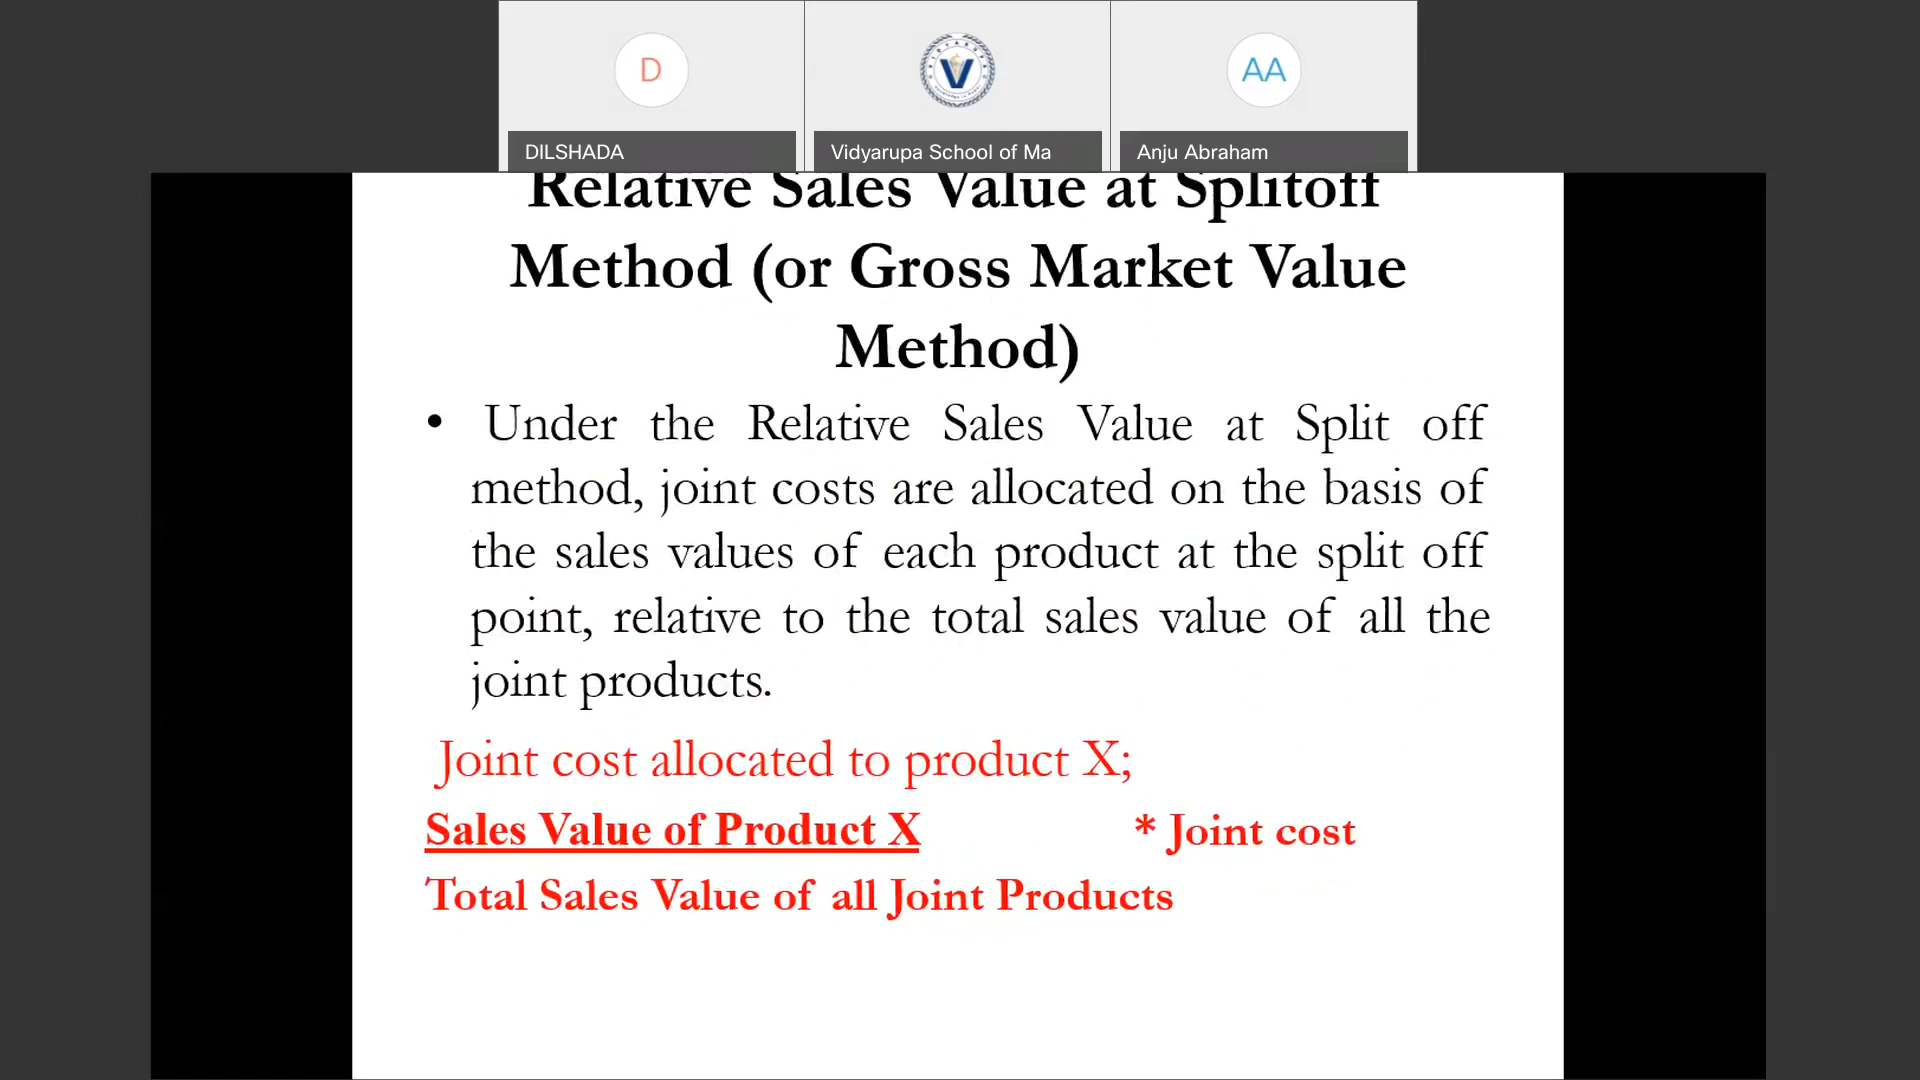 D
V
AA
DILSHADA
Vidyarupa School of Ma
Anju Abraham
Relative Sales Value at Splitoff
Method (or Gross Market Value
Method)
• Under the Relative Sales Value at Split off
method, joint costs are allocated on the basis of
the sales values of each product at the split off
point, relative to the total sales value of all the
joint products.
Joint cost allocated to product X;
Sales Value of Product X * Joint cost
Total Sales Value of all Joint Products